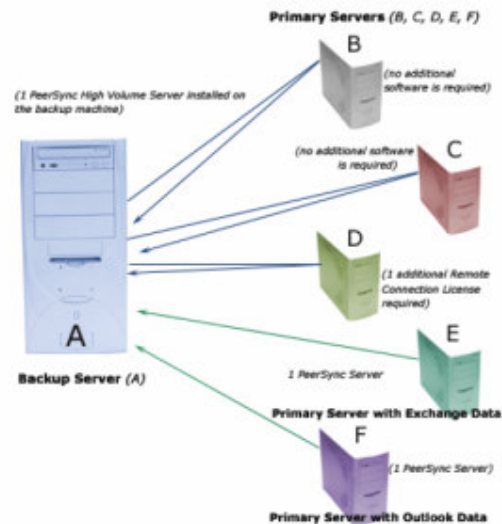 Primary Servers (B, C, D, E, F)
B
(1 PeerSync High Volume Server installed on
the backup machine)
(no additional
software is required)
(no additional software
is required)
C
D
(1 additional Remote
Connection License
required)
A
E
Backup Server (A)
1 PeerSync Server
Primary Server with Exchange Data
F
(1 PeerSync Server)
Primary Server with Outlook Data